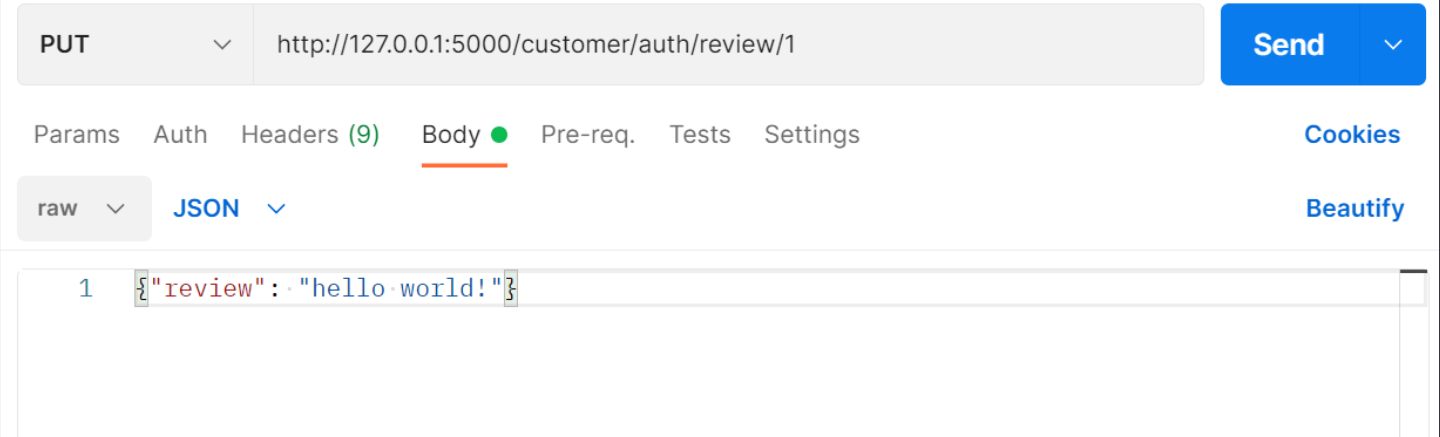 PUT http://127.0.0.1:5000/customer/auth/review/1 Send
Params Auth Headers (9) Body Pre-req. Tests Settings Cookies
raw JSON Beautify
1 {"review": "hello world!"}